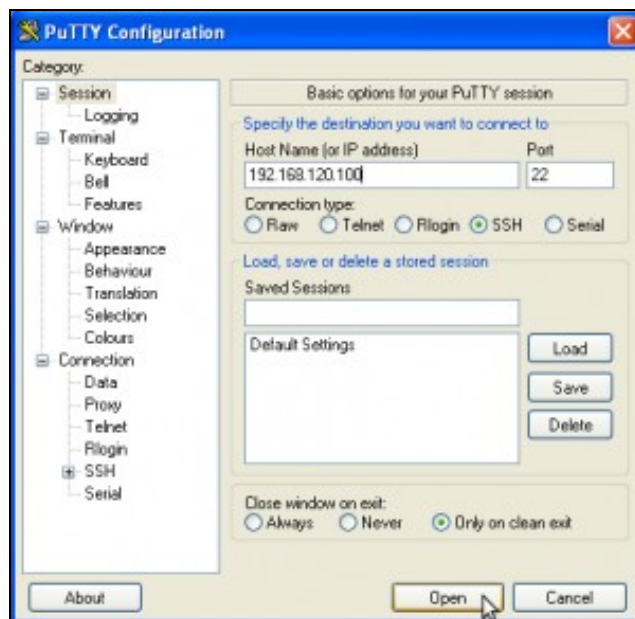 PuTTY Configuration
Category:
Session
Logging
Terminal
Keyboard
Bell
Features
Window
Appearance
Behaviour
Translation
Selection
Colours
Connection
Data
Proxy
Telnet
Rlogin
SSH
Serial
Basic options for your PuTTY session
Specify the destination you want to connect to
Host Name (or IP address) Port
192.168.120.100 22
Connection type:
Raw Telnet Rlogin SSH Serial
Load, save or delete a stored session
Saved Sessions
Default Settings
Load
Save
Delete
Close window on exit:
Always Never Only on clean exit
About Open Cancel